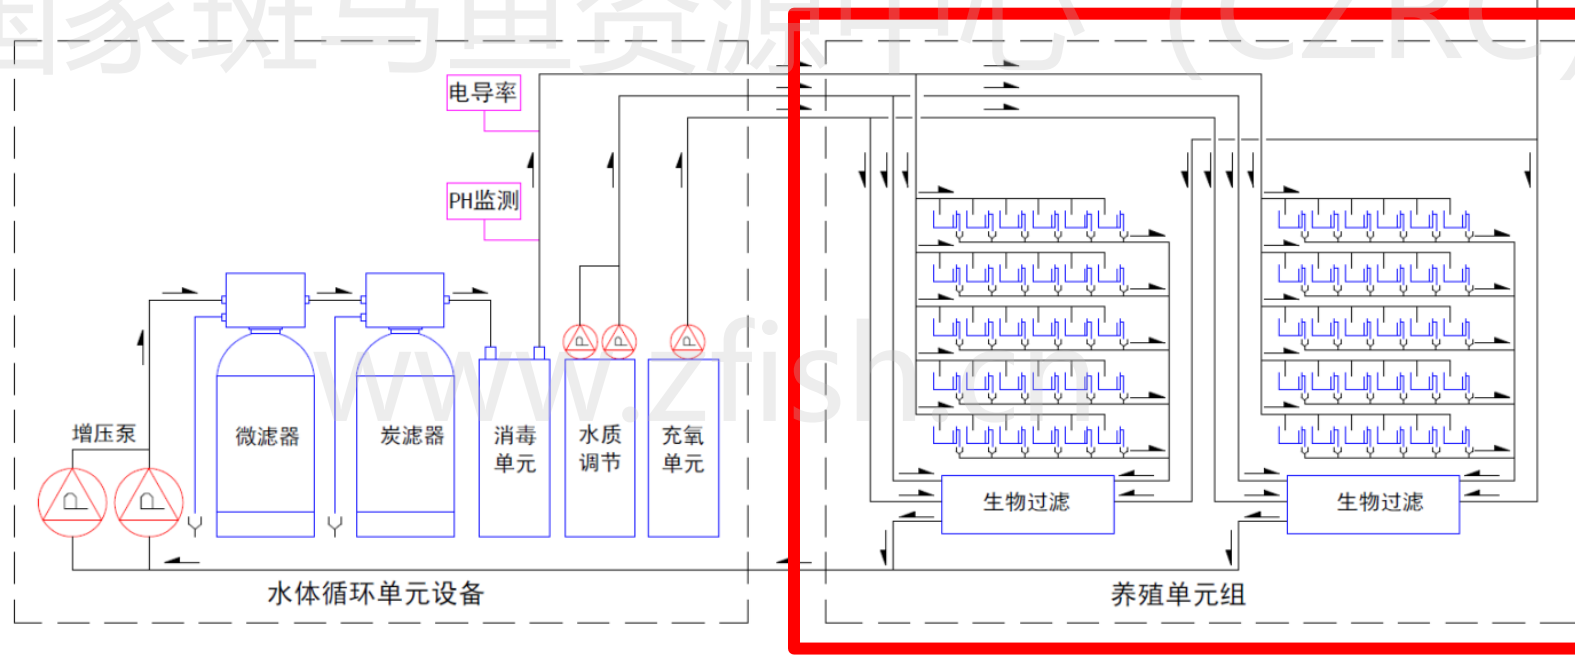 国家斑马鱼资源中心（CZRC）
电导率
PH监测
增压泵
微滤器
炭滤器
消毒
单元
水质
调节
充氧
单元
P
P
P
P
P
www.zfish.cn
生物过滤
生物过滤
水体循环单元设备
养殖单元组